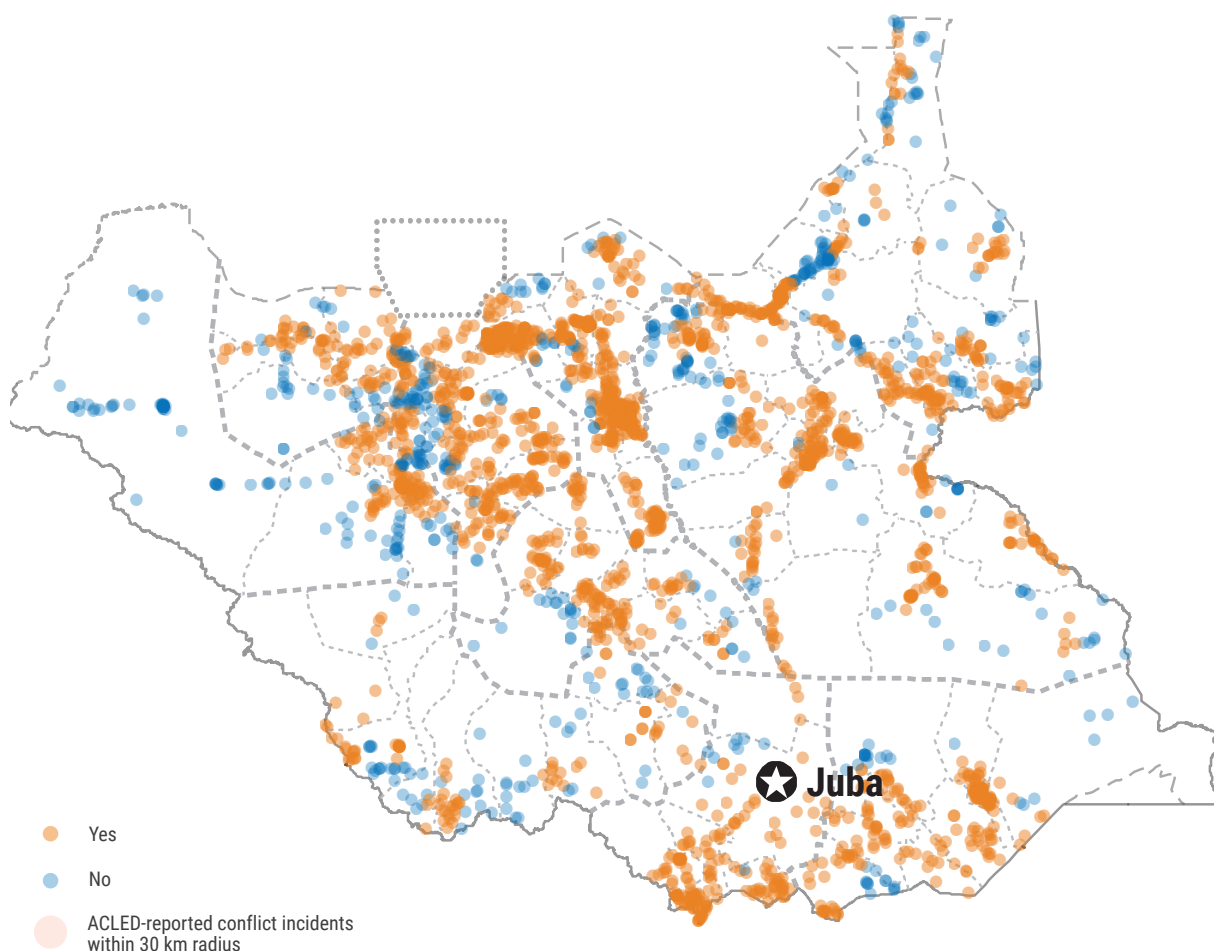 Juba
Yes
No
ACLED-reported conflict incidents
within 30 km radius